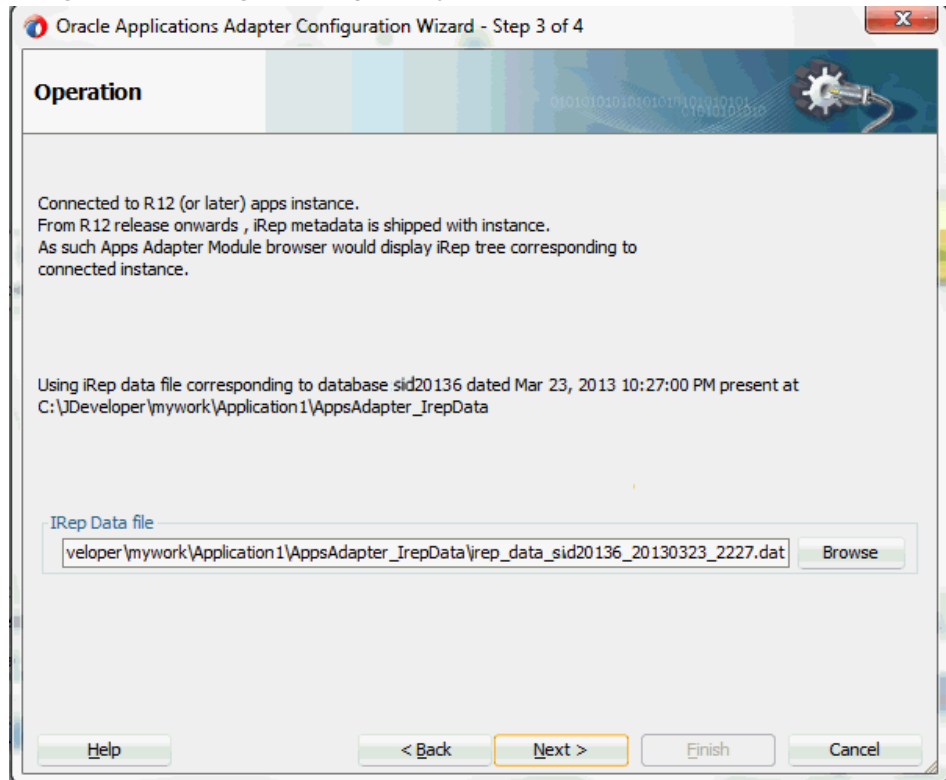 Oracle Applications Adapter Configuration Wizard - Step 3 of 4
Operation
Connected to R12 (or later) apps instance.
From R12 release onwards , iRep metadata is shipped with instance.
As such Apps Adapter Module browser would display iRep tree corresponding to
connected instance.
Using iRep data file corresponding to database sid20136 dated Mar 23, 2013 10:27:00 PM present at
C:\JDeveloper\mywork\Application1\AppsAdapter_IrepData
IRep Data file
veloper\mywork\Application1\AppsAdapter_IrepData\irep_data_sid20136_20130323_2227.dat Browse
Help < Back Next > Finish Cancel